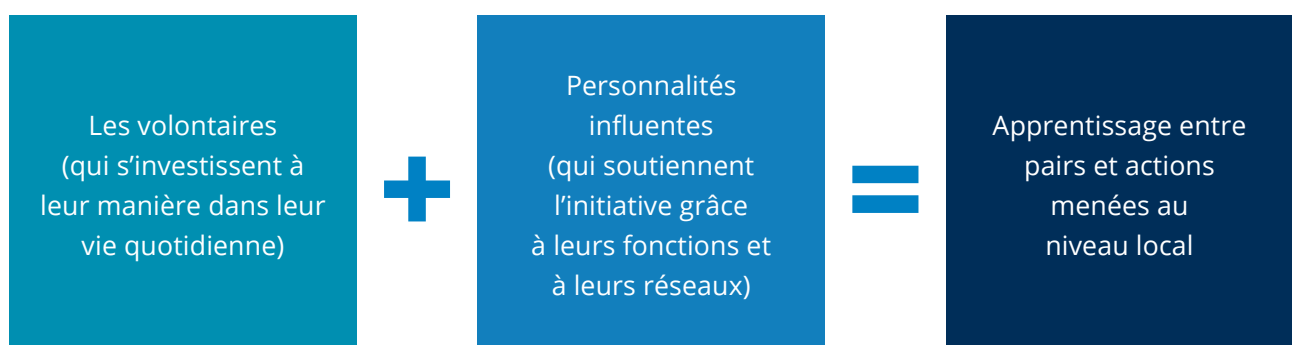 Les volontaires
(qui s’investissent à
leur manière dans leur
vie quotidienne)
+
Personnalités
influentes
(qui soutiennent
l’initiative grâce
à leurs fonctions et
à leurs réseaux)
=
Apprentissage entre
pairs et actions
menées au
niveau local